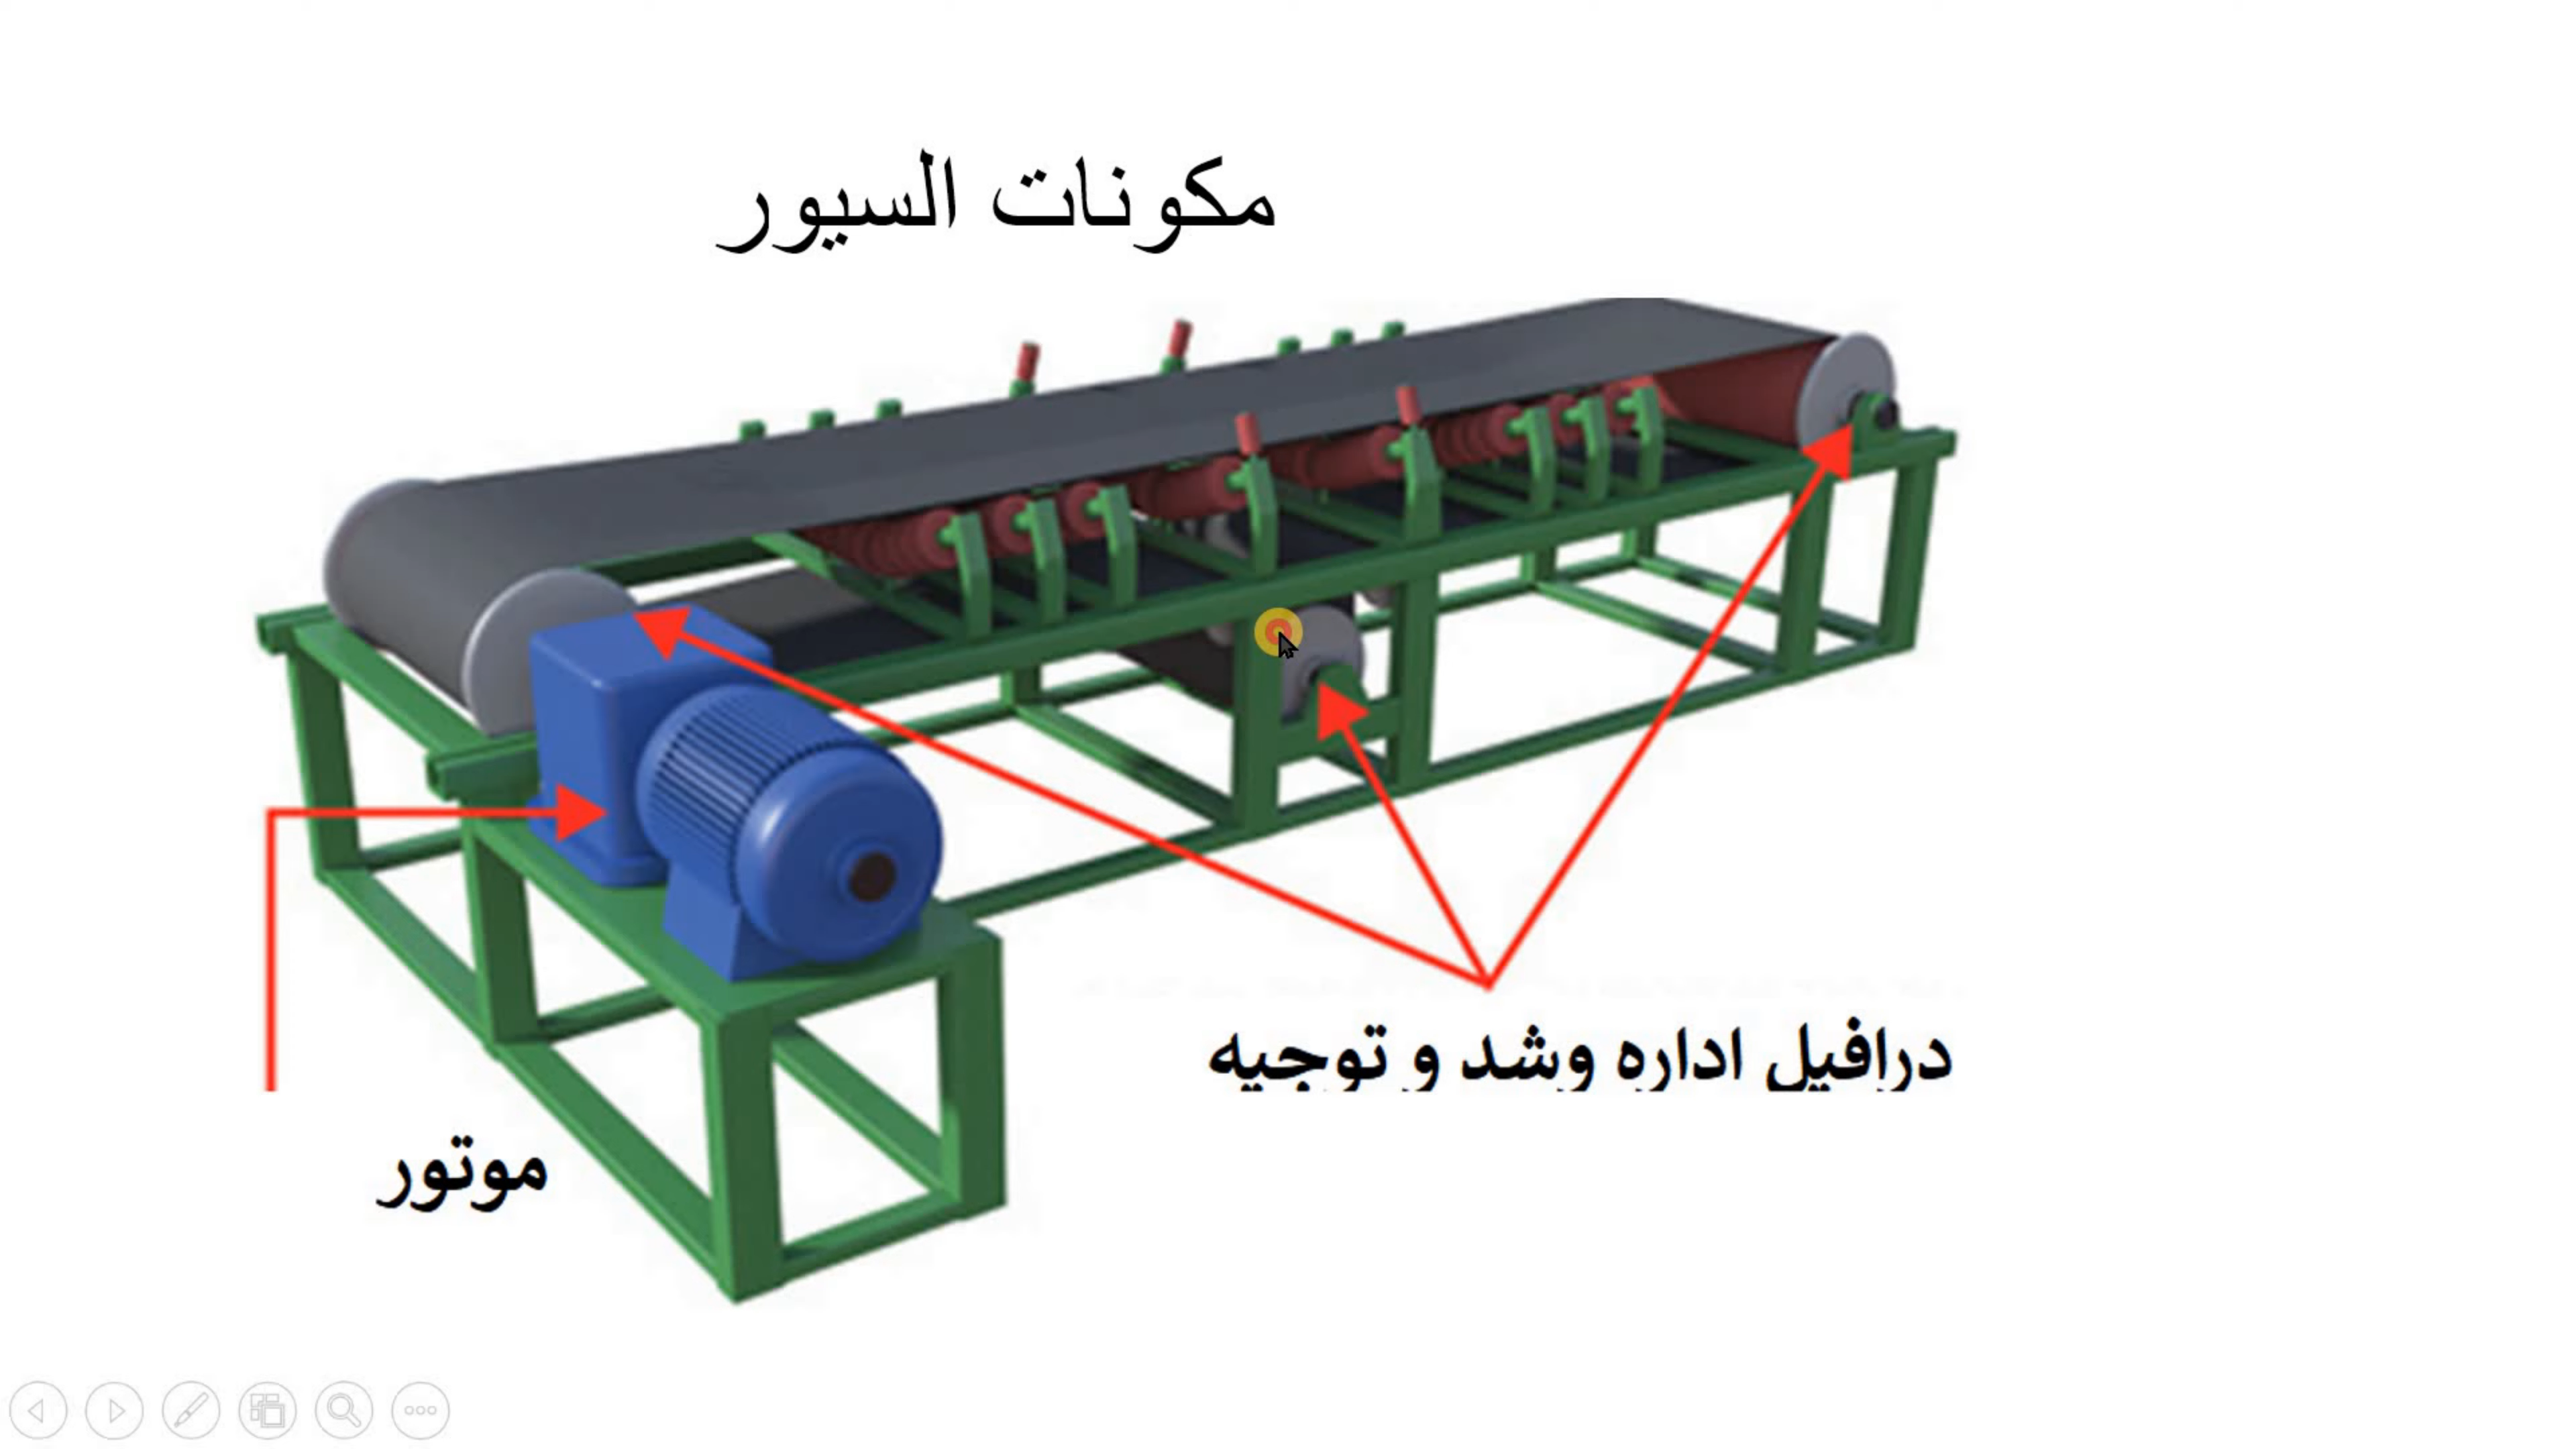 مكونات السيور
درافيل اداره وشد و توجيه
موتور